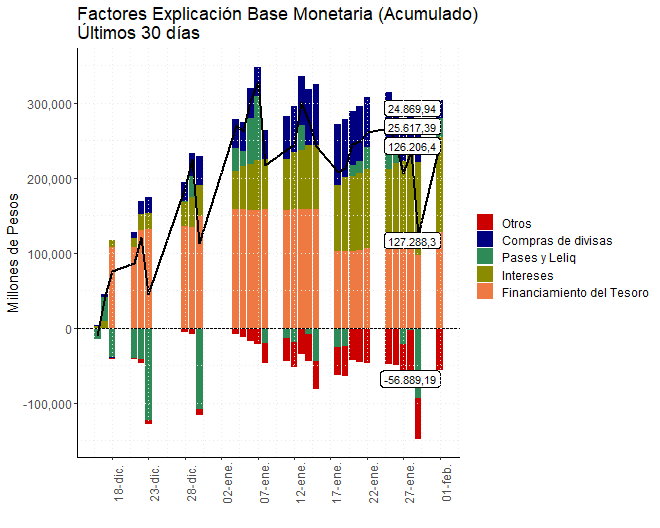 Factores Explicación Base Monetaria (Acumulado)
Últimos 30 días
Millones de Pesos
300,000
200,000
100,000
0
-100,000
24.869,94
25.617,39
126.206,4
127.288,3
-56.889,19
18-dic.
23-dic.
28-dic.
02-ene.
07-ene.
12-ene.
17-ene.
22-ene.
27-ene.
01-feb.
Otros
Compras de divisas
Pases y Leliq
Intereses
Financiamiento del Tesoro